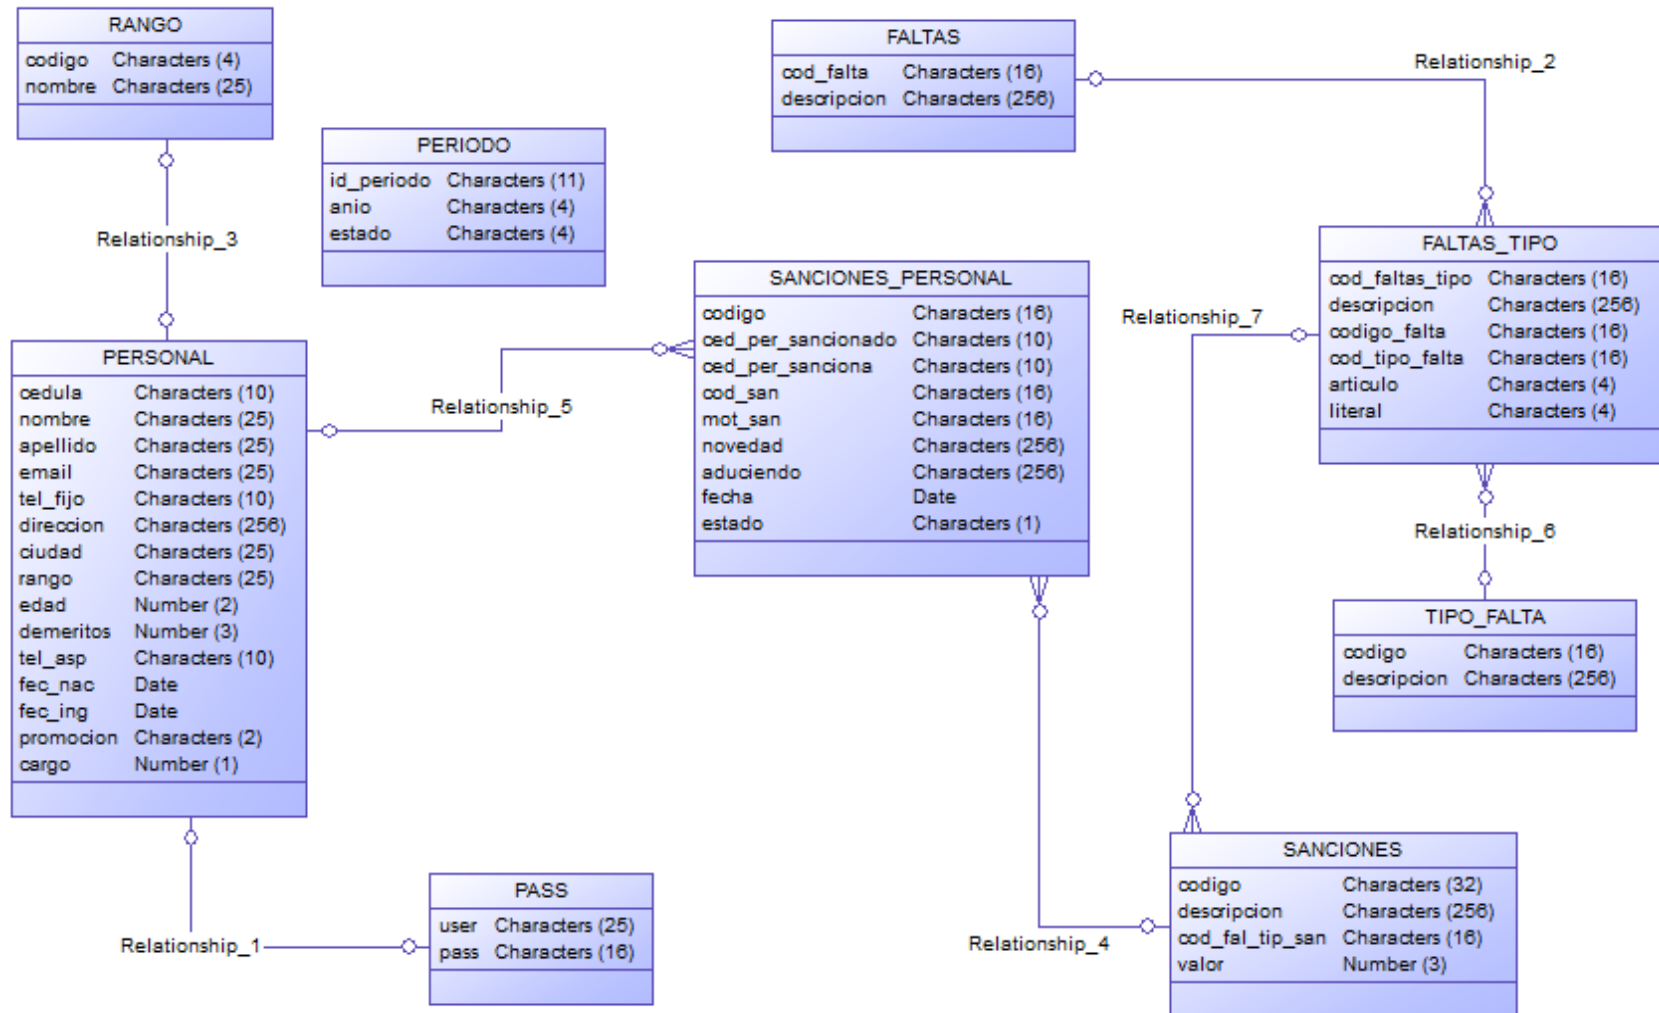 RANGO
codigo Characters (4)
nombre Characters (25)
Relationship_3
PERIODO
id_periodo Characters (11)
anio Characters (4)
estado Characters (4)
FALTAS
cod_falta Characters (16)
descripcion Characters (256)
Relationship_2
FALTAS_TIPO
cod_faltas_tipo Characters (16)
descripcion Characters (256)
codigo_falta Characters (16)
cod_tipo_falta Characters (16)
articulo Characters (4)
literal Characters (4)
SANCIONES_PERSONAL
codigo Characters (16)
ced_per_sancionado Characters (10)
ced_per_sanciona Characters (10)
cod_san Characters (16)
mot_san Characters (16)
novedad Characters (256)
aduciendo Characters (256)
fecha Date
estado Characters (1)
Relationship_7
Relationship_5
PERSONAL
cedula Characters (10)
nombre Characters (25)
apellido Characters (25)
email Characters (25)
tel_fijo Characters (10)
direccion Characters (256)
ciudad Characters (25)
rango Characters (25)
edad Number (2)
demeritos Number (3)
tel_asp Characters (10)
fec_nac Date
fec_ing Date
promocion Characters (2)
cargo Number (1)
Relationship_6
TIPO_FALTA
codigo Characters (16)
descripcion Characters (256)
Relationship_1
PASS
user Characters (25)
pass Characters (16)
Relationship_4
SANCIONES
codigo Characters (32)
descripcion Characters (256)
cod_fal_tip_san Characters (16)
valor Number (3)